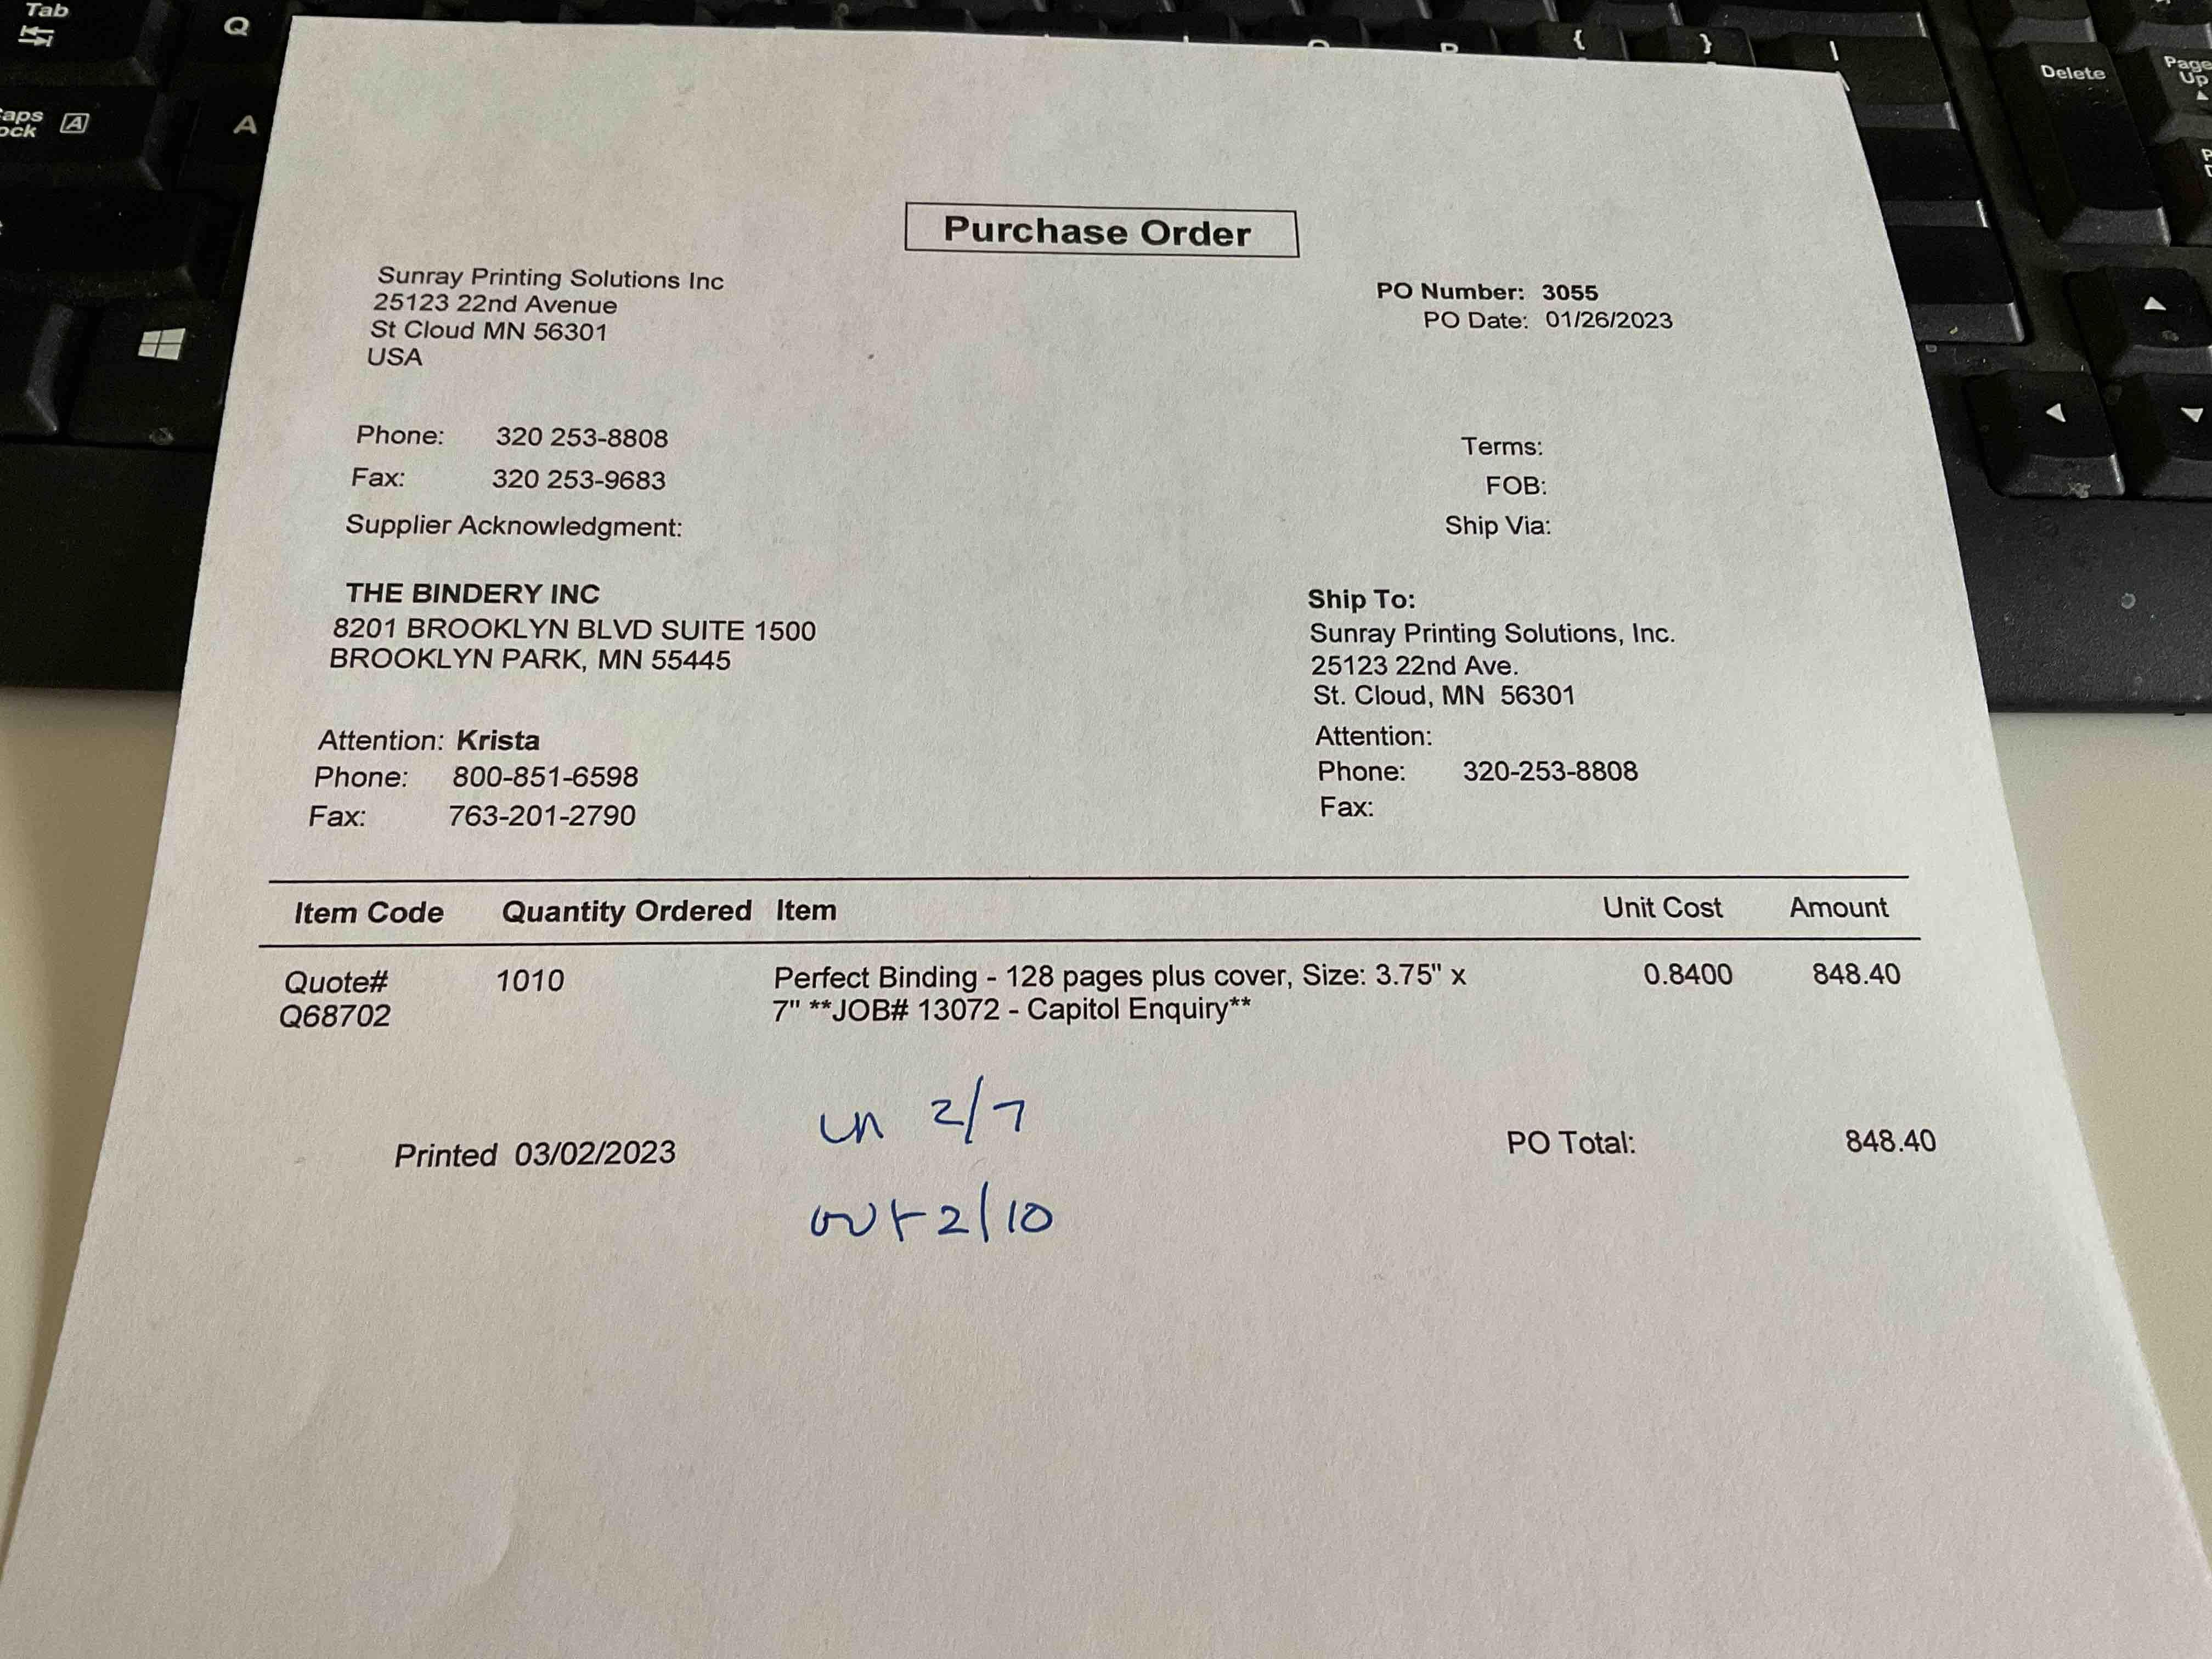 Tab
Q
{ }
|
Delete
Page
Up
A
A
Purchase Order
Sunray Printing Solutions Inc
25123 22nd Avenue
St Cloud MN 56301
USA
PO Number: 3055
PO Date: 01/26/2023
Phone: 320 253-8808
Fax: 320 253-9683
Supplier Acknowledgment:
Terms:
FOB:
Ship Via:
THE BINDERY INC
8201 BROOKLYN BLVD SUITE 1500
BROOKLYN PARK, MN 55445
Ship To:
Sunray Printing Solutions, Inc.
25123 22nd Ave.
St. Cloud, MN 56301
Attention: Krista
Phone: 800-851-6598
Fax: 763-201-2790
Attention:
Phone: 320-253-8808
Fax:
Item Code Quantity Ordered Item Unit Cost Amount
Quote# 1010 Perfect Binding - 128 pages plus cover, Size: 3.75" x 0.8400 848.40
Q68702 7" **JOB# 13072 - Capitol Enquiry**
in 2/7
Printed 03/02/2023 PO Total: 848.40
out 2/10